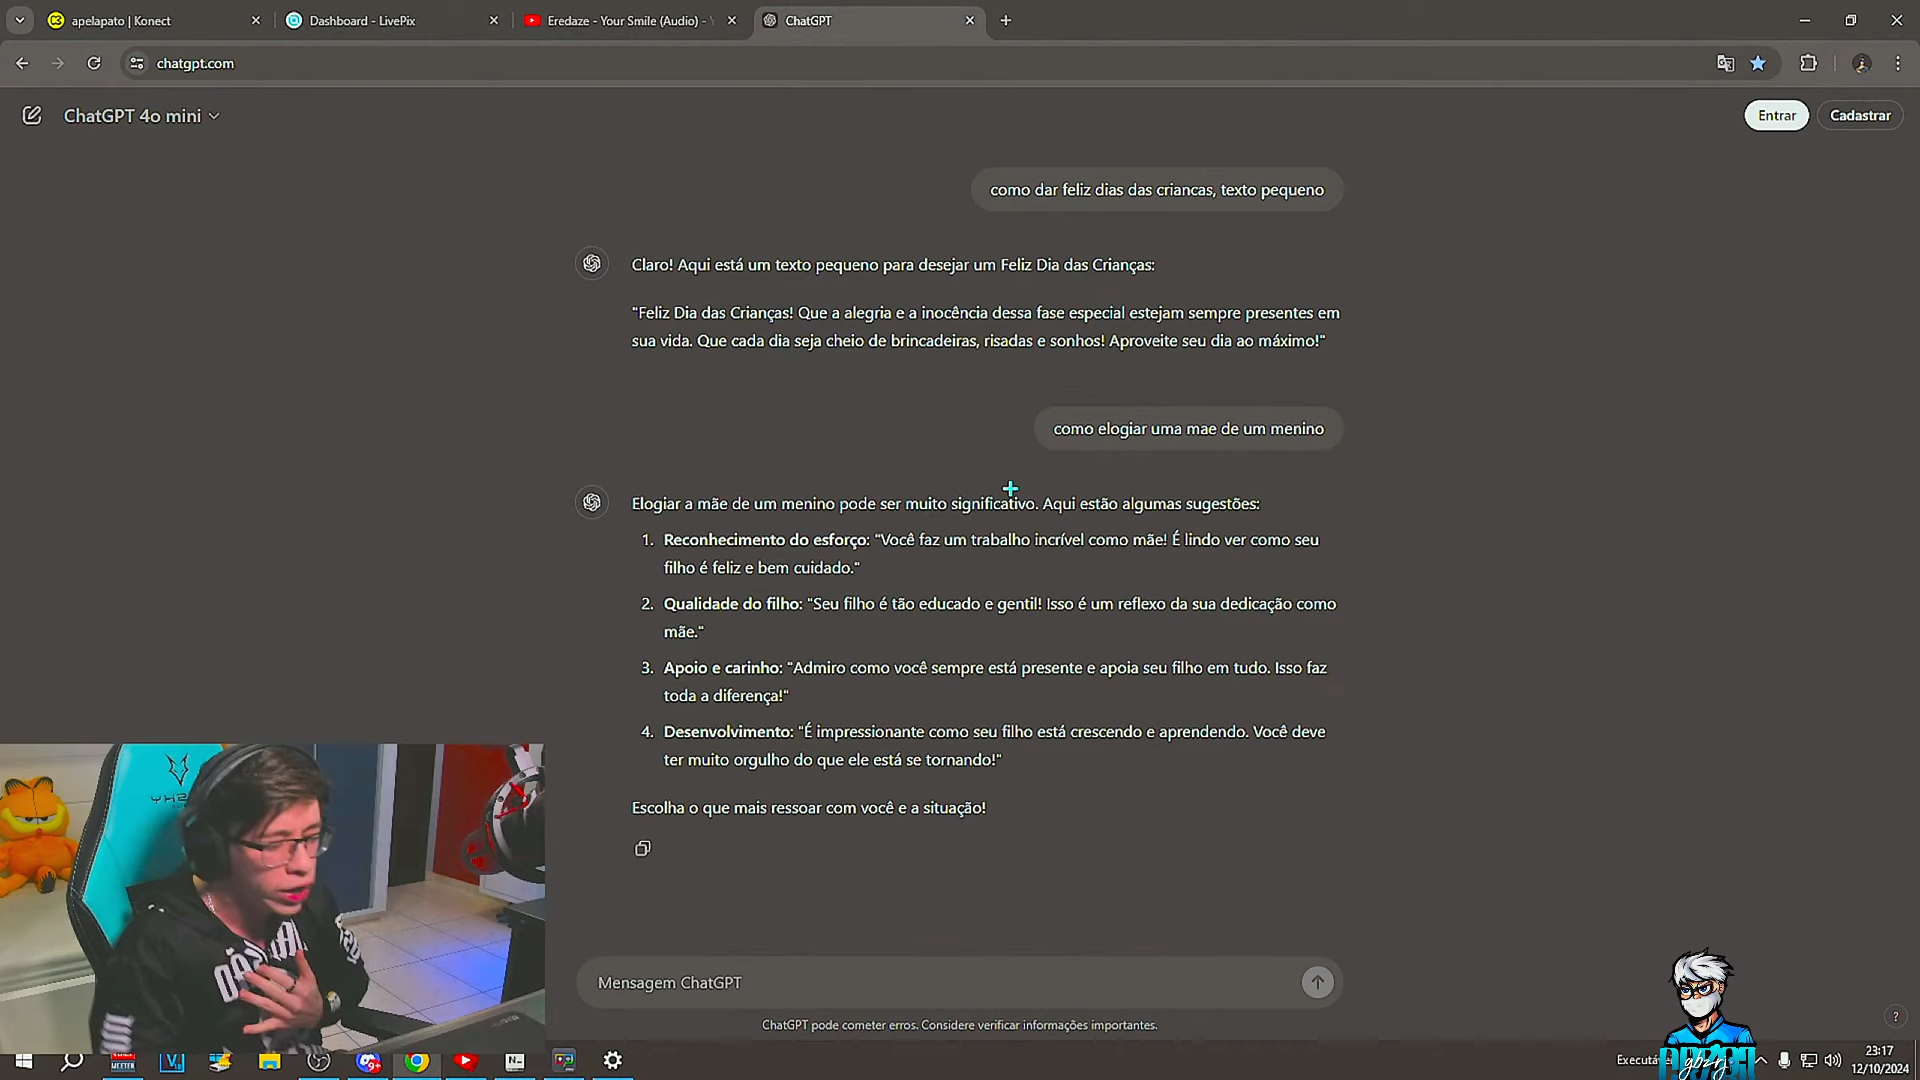 apelapato | Konect
Dashboard - LivePix
Eredaze - Your Smile (Audio) -
ChatGPT
chatgpt.com
ChatGPT 4o mini
Entrar
Cadastrar
como dar feliz dias das criancas, texto pequeno
Claro! Aqui está um texto pequeno para desejar um Feliz Dia das Crianças:
"Feliz Dia das Crianças! Que a alegria e a inocência dessa fase especial estejam sempre presentes em
sua vida. Que cada dia seja cheio de brincadeiras, risadas e sonhos! Aproveite seu dia ao máximo!"
como elogiar uma mae de um menino
Elogiar a mãe de um menino pode ser muito significativo. Aqui estão algumas sugestões:
1. Reconhecimento do esforço: "Você faz um trabalho incrível como mãe! É lindo ver como seu
filho é feliz e bem cuidado."
2. Qualidade do filho: "Seu filho é tão educado e gentil! Isso é um reflexo da sua dedicação como
mãe."
3. Apoio e carinho: "Admiro como você sempre está presente e apoia seu filho em tudo. Isso faz
toda a diferença!"
4. Desenvolvimento: "É impressionante como seu filho está crescendo e aprendendo. Você deve
ter muito orgulho do que ele está se tornando!"
Escolha o que mais ressoar com você e a situação!
Mensagem ChatGPT
ChatGPT pode cometer erros. Considere verificar informações importantes.
?
MEETER
9+
N
gbzrjs
23:17
12/10/2024